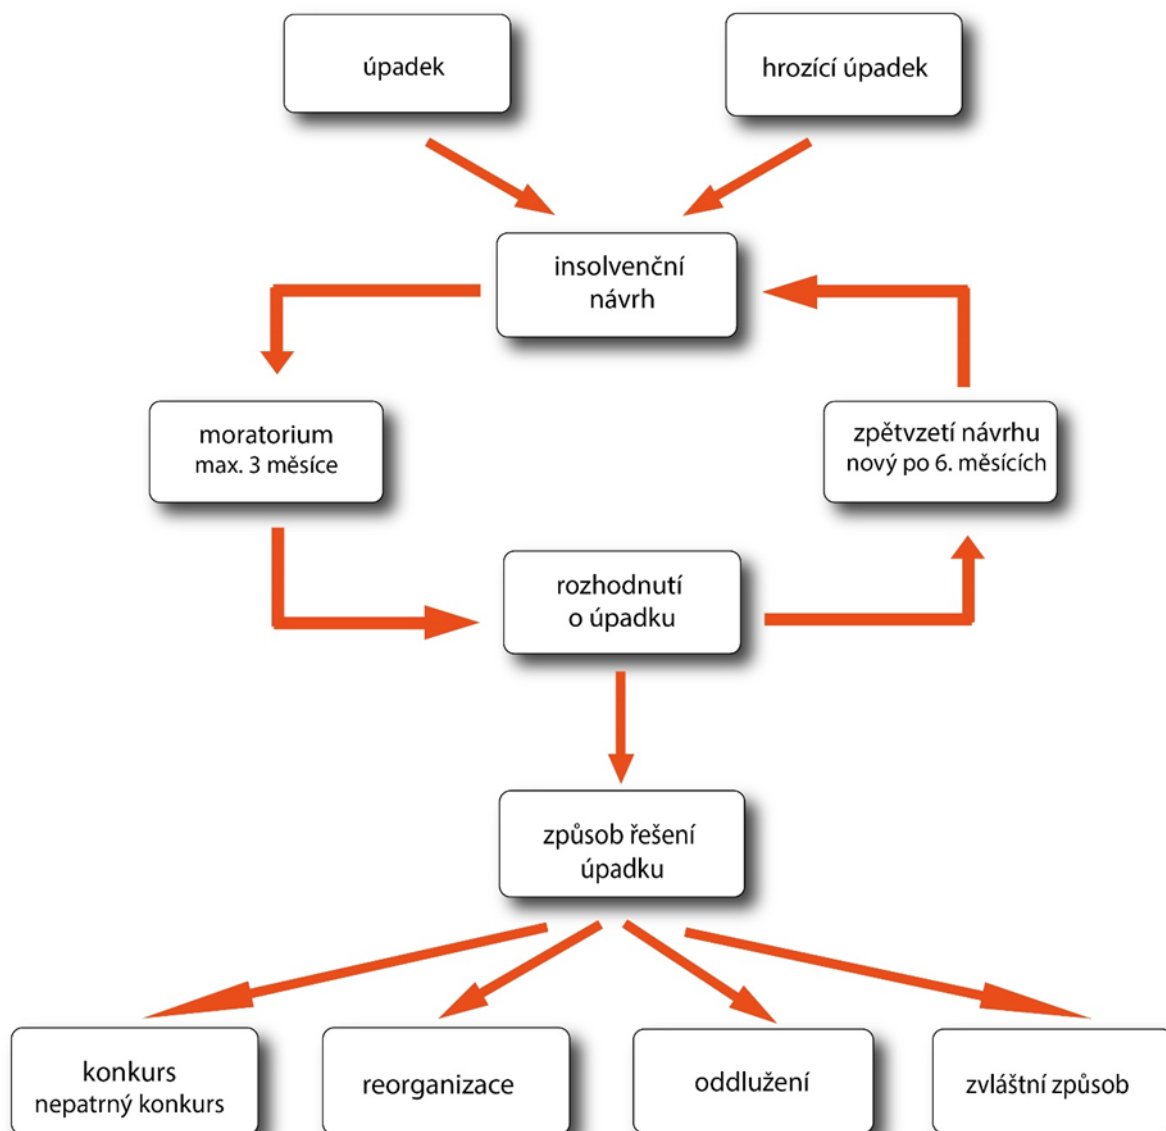 úpadek
hrozící úpadek
insolvenční
návrh
moratorium
max. 3 měsíce
zpětvzetí návrhu
nový po 6. měsících
rozhodnutí
o úpadku
způsob řešení
úpadku
konkurs
nepatrný konkurs
reorganizace
oddlužení
zvláštní způsob